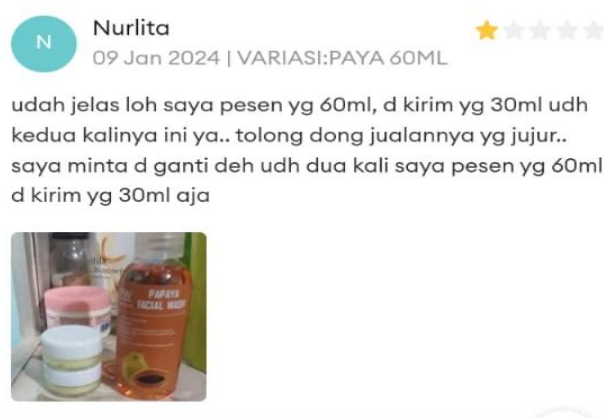 N
Nurlita
09 Jan 2024 | VARIASI:PAYA 60ML
udah jelas loh saya pesen yg 60ml, d kirim yg 30ml udh
kedua kalinya ini ya.. tolong dong jualannya yg jujur..
saya minta d ganti deh udh dua kali saya pesen yg 60ml
d kirim yg 30ml aja
PAPAYA
FACIAL WASH